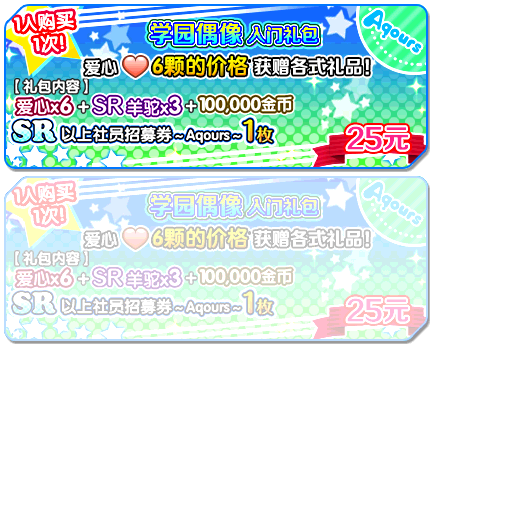 1人购买
1次!
学园偶像 入门礼包
Aqours
爱心 6颗的价格 获赠各式礼品!
【礼包内容】
爱心x6 + SR 羊驼x3 + 100,000金币
SR 以上社员招募券 ~Aqours~ 1枚
25元
1人购买
1次!
学园偶像 入门礼包
Aqours
爱心 6颗的价格 获赠各式礼品!
【礼包内容】
爱心x6 + SR 羊驼x3 + 100,000金币
SR 以上社员招募券 ~Aqours~ 1枚
25元